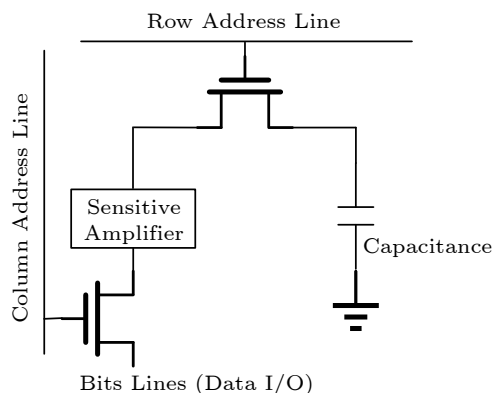 Row Address Line
Column Address Line
Sensitive
Amplifier
Capacitance
Bits Lines (Data I/O)